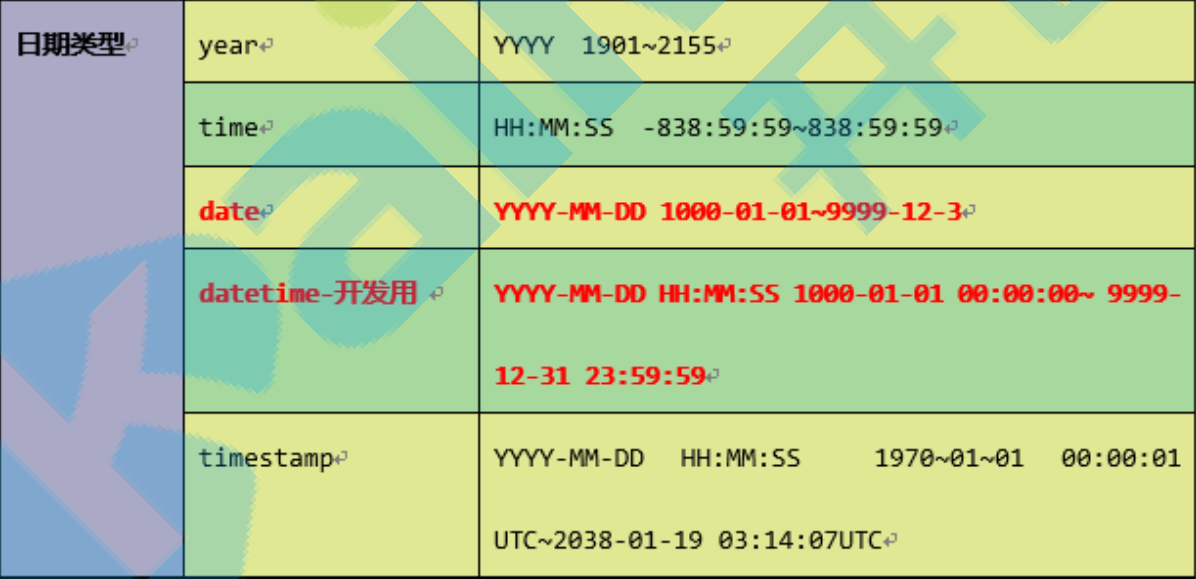 日期类型 year YYYY 1901~2155
time HH:MM:SS -838:59:59~838:59:59
date YYYY-MM-DD 1000-01-01~9999-12-3
datetime-开发用 YYYY-MM-DD HH:MM:SS 1000-01-01 00:00:00~ 9999-
12-31 23:59:59
timestamp YYYY-MM-DD HH:MM:SS 1970~01~01 00:00:01
UTC~2038-01-19 03:14:07UTC